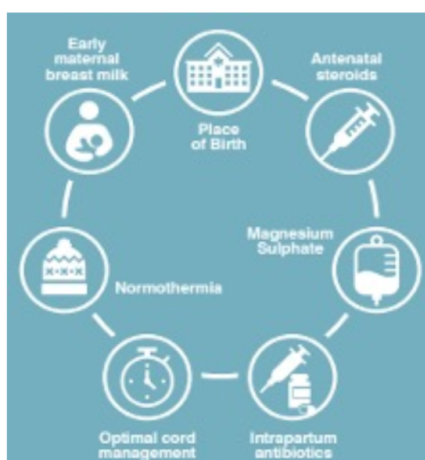 Early
maternal
breast milk
Place
of Birth
Antenatal
steroids
Magnesium
Sulphate
Normothermia
Optimal cord
management
Intrapartum
antibiotics